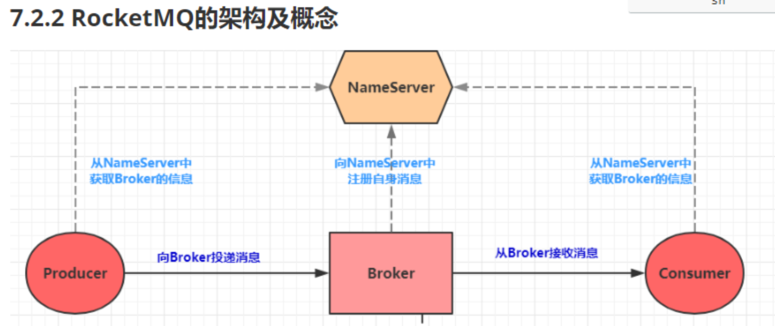 7.2.2 RocketMQ的架构及概念
NameServer
从NameServer中
获取Broker的信息
向NameServer中
注册自身消息
从NameServer中
获取Broker的信息
Producer
向Broker投递消息
Broker
从Broker接收消息
Consumer